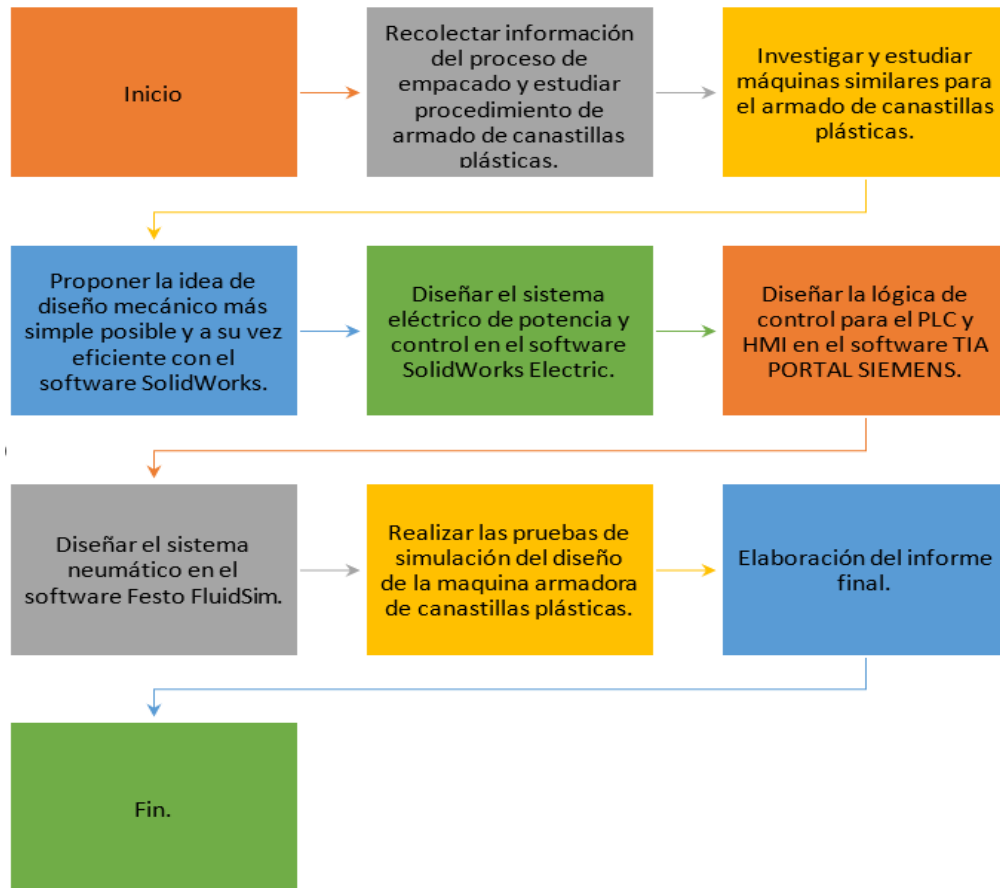 Inicio
Recolectar información
del proceso de
empacado y estudiar
procedimiento de
armado de canastillas
plásticas.
Investigar y estudiar
máquinas similares para
el armado de canastillas
plásticas.
Proponer la idea de
diseño mecánico más
simple posible y a su vez
eficiente con el
software SolidWorks.
Diseñar el sistema
eléctrico de potencia y
control en el software
SolidWorks Electric.
Diseñar la lógica de
control para el PLC y
HMI en el software TIA
PORTAL SIEMENS.
Diseñar el sistema
neumático en el
software Festo FluidSim.
Realizar las pruebas de
simulación del diseño
de la maquina armadora
de canastillas plásticas.
Elaboración del informe
final.
Fin.